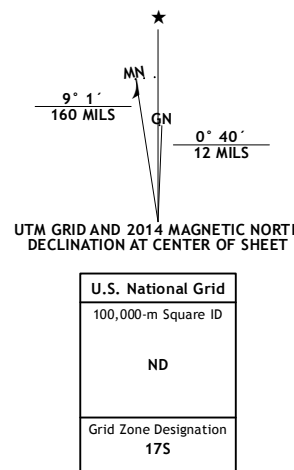 ★
MN
9° 1´
160 MILS
GN
0° 40´
12 MILS
UTM GRID AND 2014 MAGNETIC NORTH
DECLINATION AT CENTER OF SHEET
U.S. National Grid
100,000-m Square ID
ND
Grid Zone Designation
17S